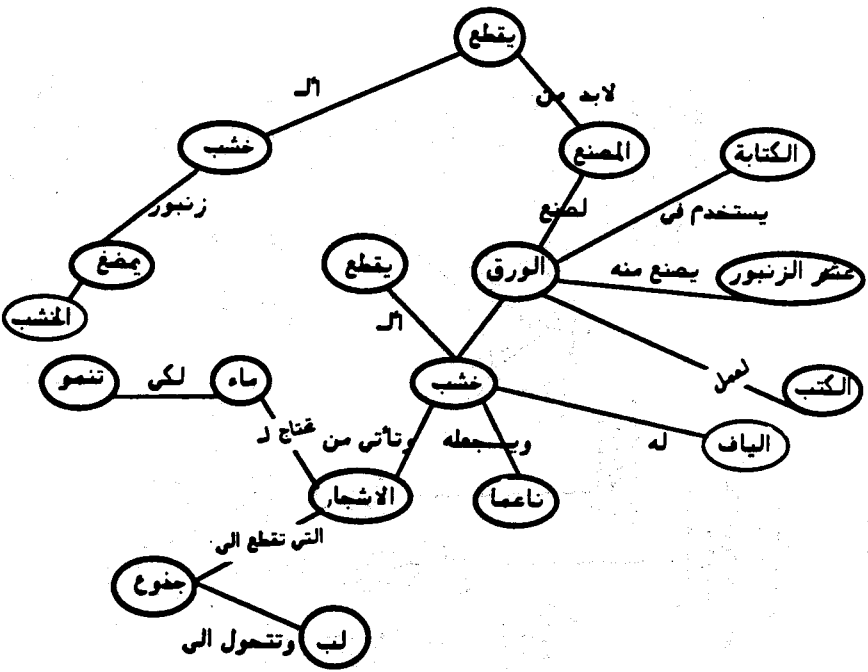 يقطع
ألـ
لابد من
خشب
المصنع
الكتابة
زنبور
لصنع
يستخدم في
يمضغ
يقطع
الورق
يصنع منه
عش الزنبور
الخشب
ألـ
تنمو
لكي
ماء
خشب
لعمل
الكتب
تحتاج لـ
وتأتي من
ويجعله
له
الياف
الاشجار
ناعما
التي تقطع الى
جذوع
وتتحول الى
لب